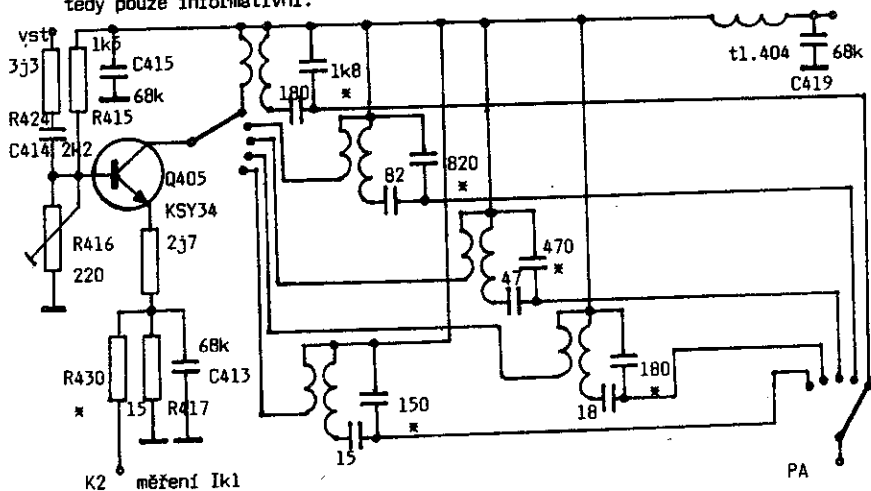 tedy pouze informativní.
vst
1k5
3j3
C415
68k
R424
R415
C414
2k2
180
1k8
*
t1.404
68k
C419
Q405
KSY34
82
820
*
R416
220
2j7
470
*
47
68k
C413
R430
*
15
R417
180
*
18
150
*
15
K2
měření Ikl
PA